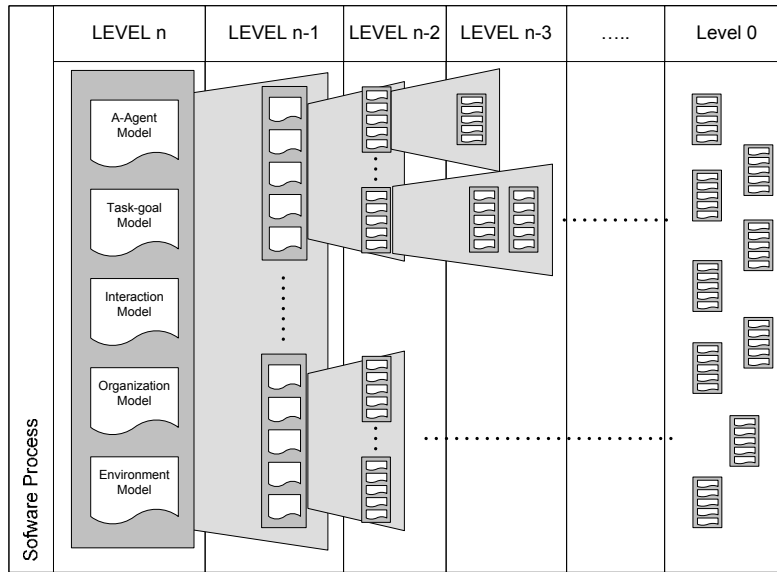 LEVEL n
LEVEL n-1
LEVEL n-2
LEVEL n-3
.....
Level 0
A-Agent
Model
Task-goal
Model
Interaction
Model
Organization
Model
Environment
Model
Sofware Process